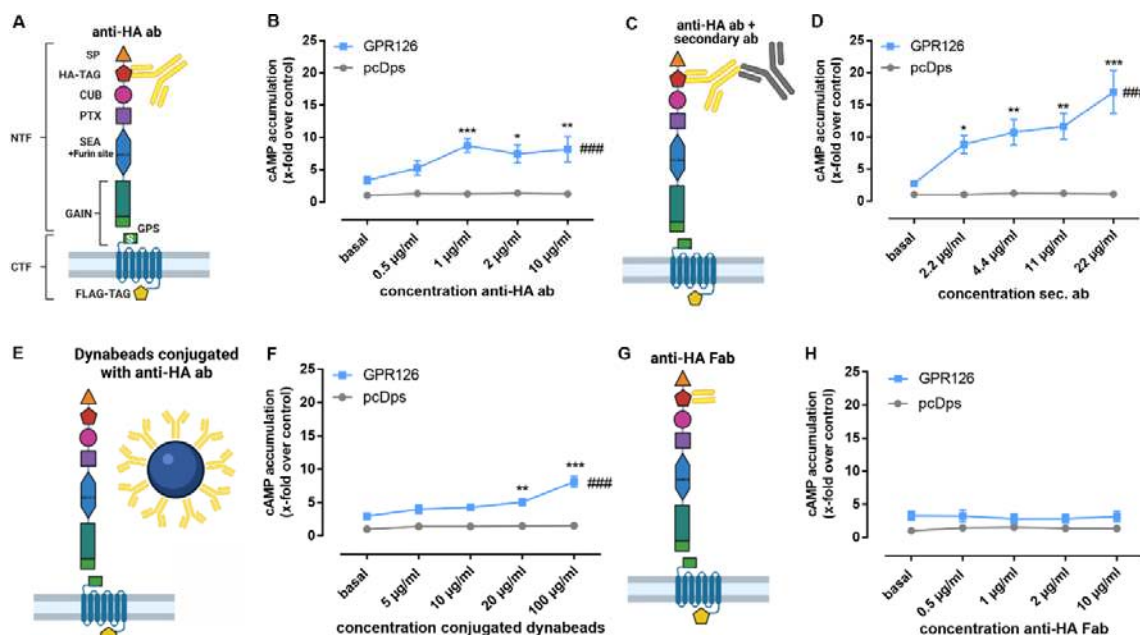 A
anti-HA ab
SP
HA-TAG
CUB
PTX
NTF
SEA
+Furin site
GAIN
GPS
CTF
FLAG-TAG
B
GPR126
pcDps
cAMP accumulation
(x-fold over control)
25
20
15
10
5
0
***
*
**
###
basal
0.5 µg/ml
1 µg/ml
2 µg/ml
10 µg/ml
concentration anti-HA ab
C
anti-HA ab +
secondary ab
D
GPR126
pcDps
cAMP accumulation
(x-fold over control)
25
20
15
10
5
0
*
**
**
***
###
basal
2.2 µg/ml
4.4 µg/ml
11 µg/ml
22 µg/ml
concentration sec. ab
E
Dynabeads conjugated
with anti-HA ab
F
GPR126
pcDps
cAMP accumulation
(x-fold over control)
25
20
15
10
5
0
**
***
###
basal
5 µg/ml
10 µg/ml
20 µg/ml
100 µg/ml
concentration conjugated dynabeads
G
anti-HA Fab
H
GPR126
pcDps
cAMP accumulation
(x-fold over control)
25
20
15
10
5
0
basal
0.5 µg/ml
1 µg/ml
2 µg/ml
10 µg/ml
concentration anti-HA Fab